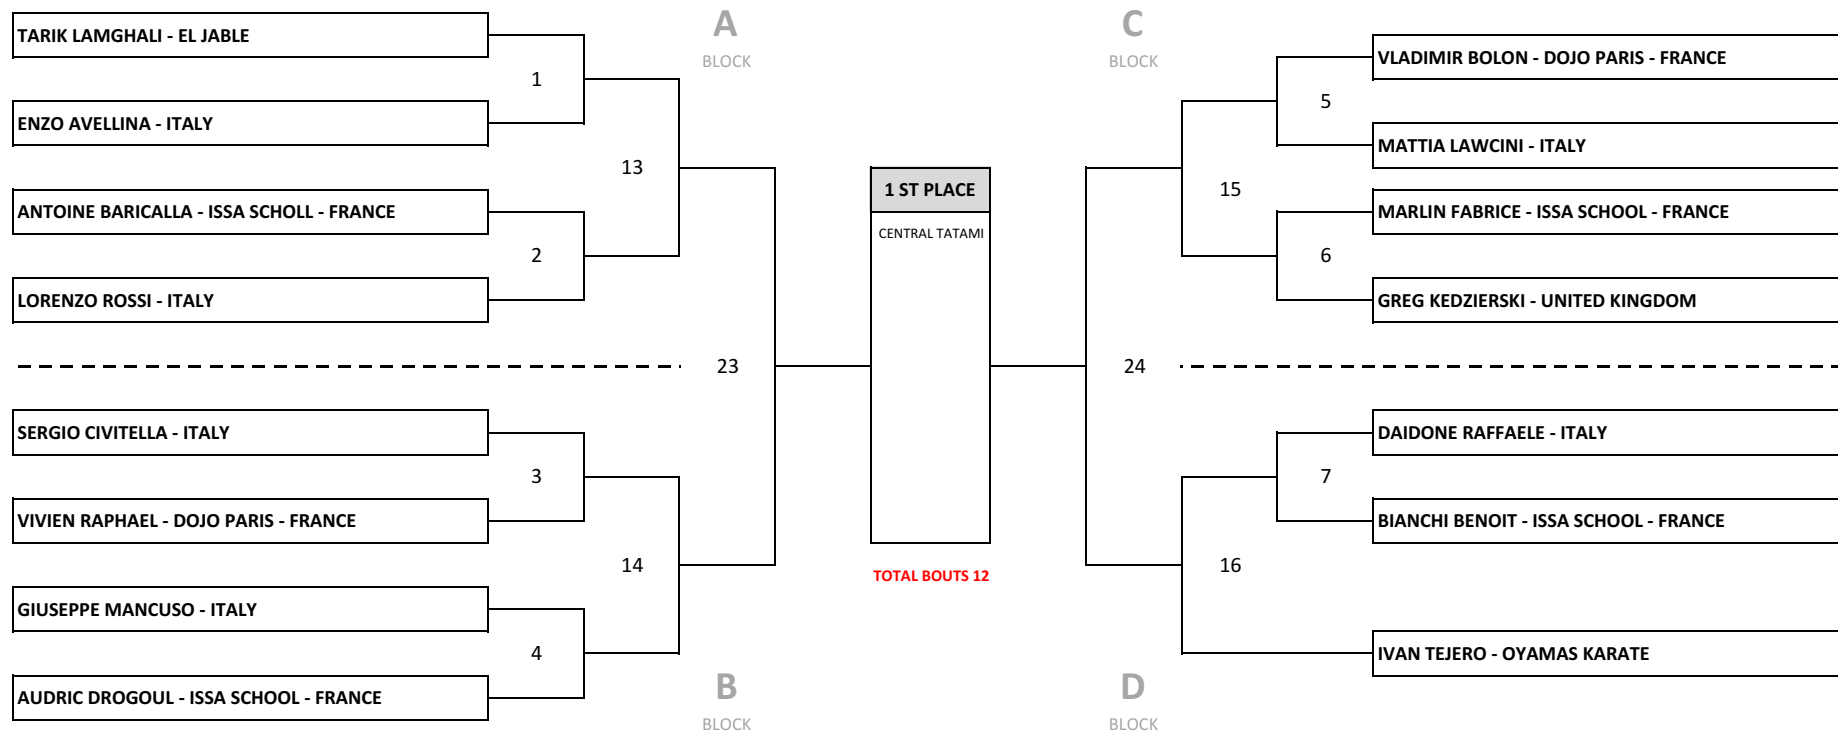 A
BLOCK
C
BLOCK
TARIK LAMGHALI - EL JABLE
1
ENZO AVELLINA - ITALY
13
ANTOINE BARICALLA - ISSA SCHOLL - FRANCE
2
LORENZO ROSSI - ITALY
23
SERGIO CIVITELLA - ITALY
3
VIVIEN RAPHAEL - DOJO PARIS - FRANCE
14
GIUSEPPE MANCUSO - ITALY
4
AUDRIC DROGOUL - ISSA SCHOOL - FRANCE
B
BLOCK
1 ST PLACE
CENTRAL TATAMI
TOTAL BOUTS 12
VLADIMIR BOLON - DOJO PARIS - FRANCE
5
MATTIA LAWCINI - ITALY
15
MARLIN FABRICE - ISSA SCHOOL - FRANCE
6
GREG KEDZIERSKI - UNITED KINGDOM
24
DAIDONE RAFFAELE - ITALY
7
BIANCHI BENOIT - ISSA SCHOOL - FRANCE
16
IVAN TEJERO - OYAMAS KARATE
D
BLOCK